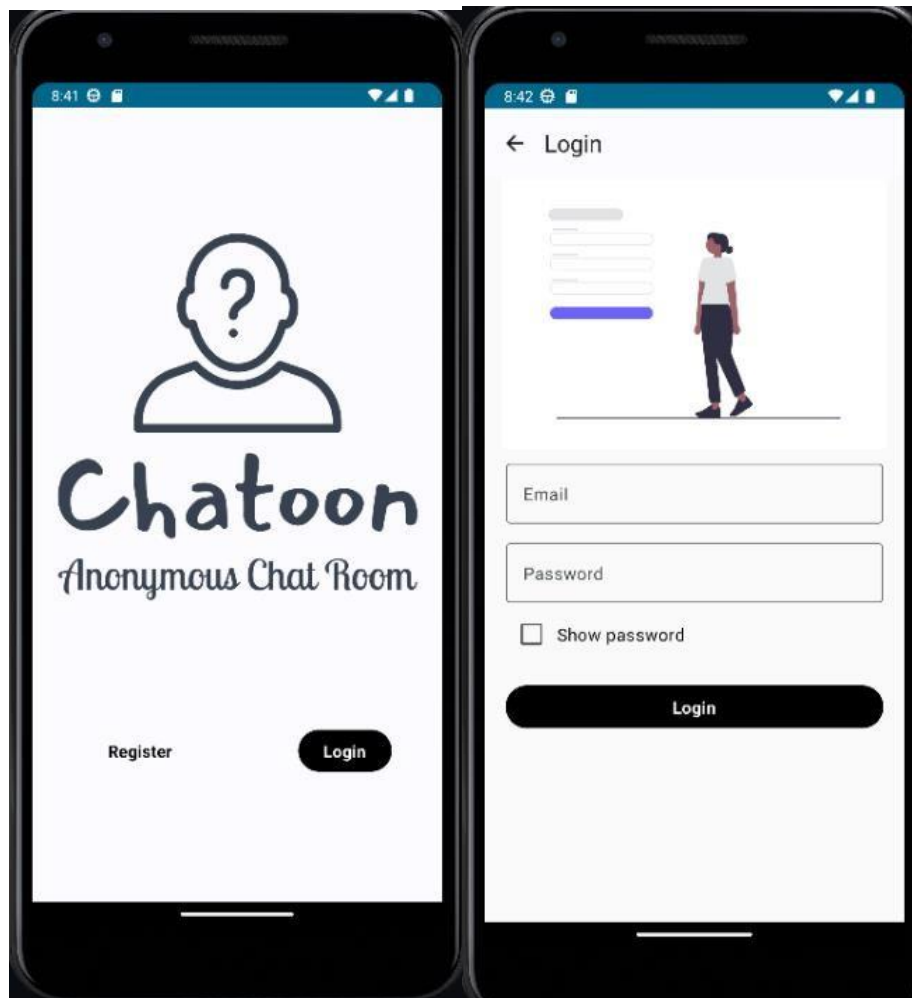 8:41
?
Chatoon
Anonymous Chat Room
Register
Login
8:42
← Login
Email
Password
Show password
Login